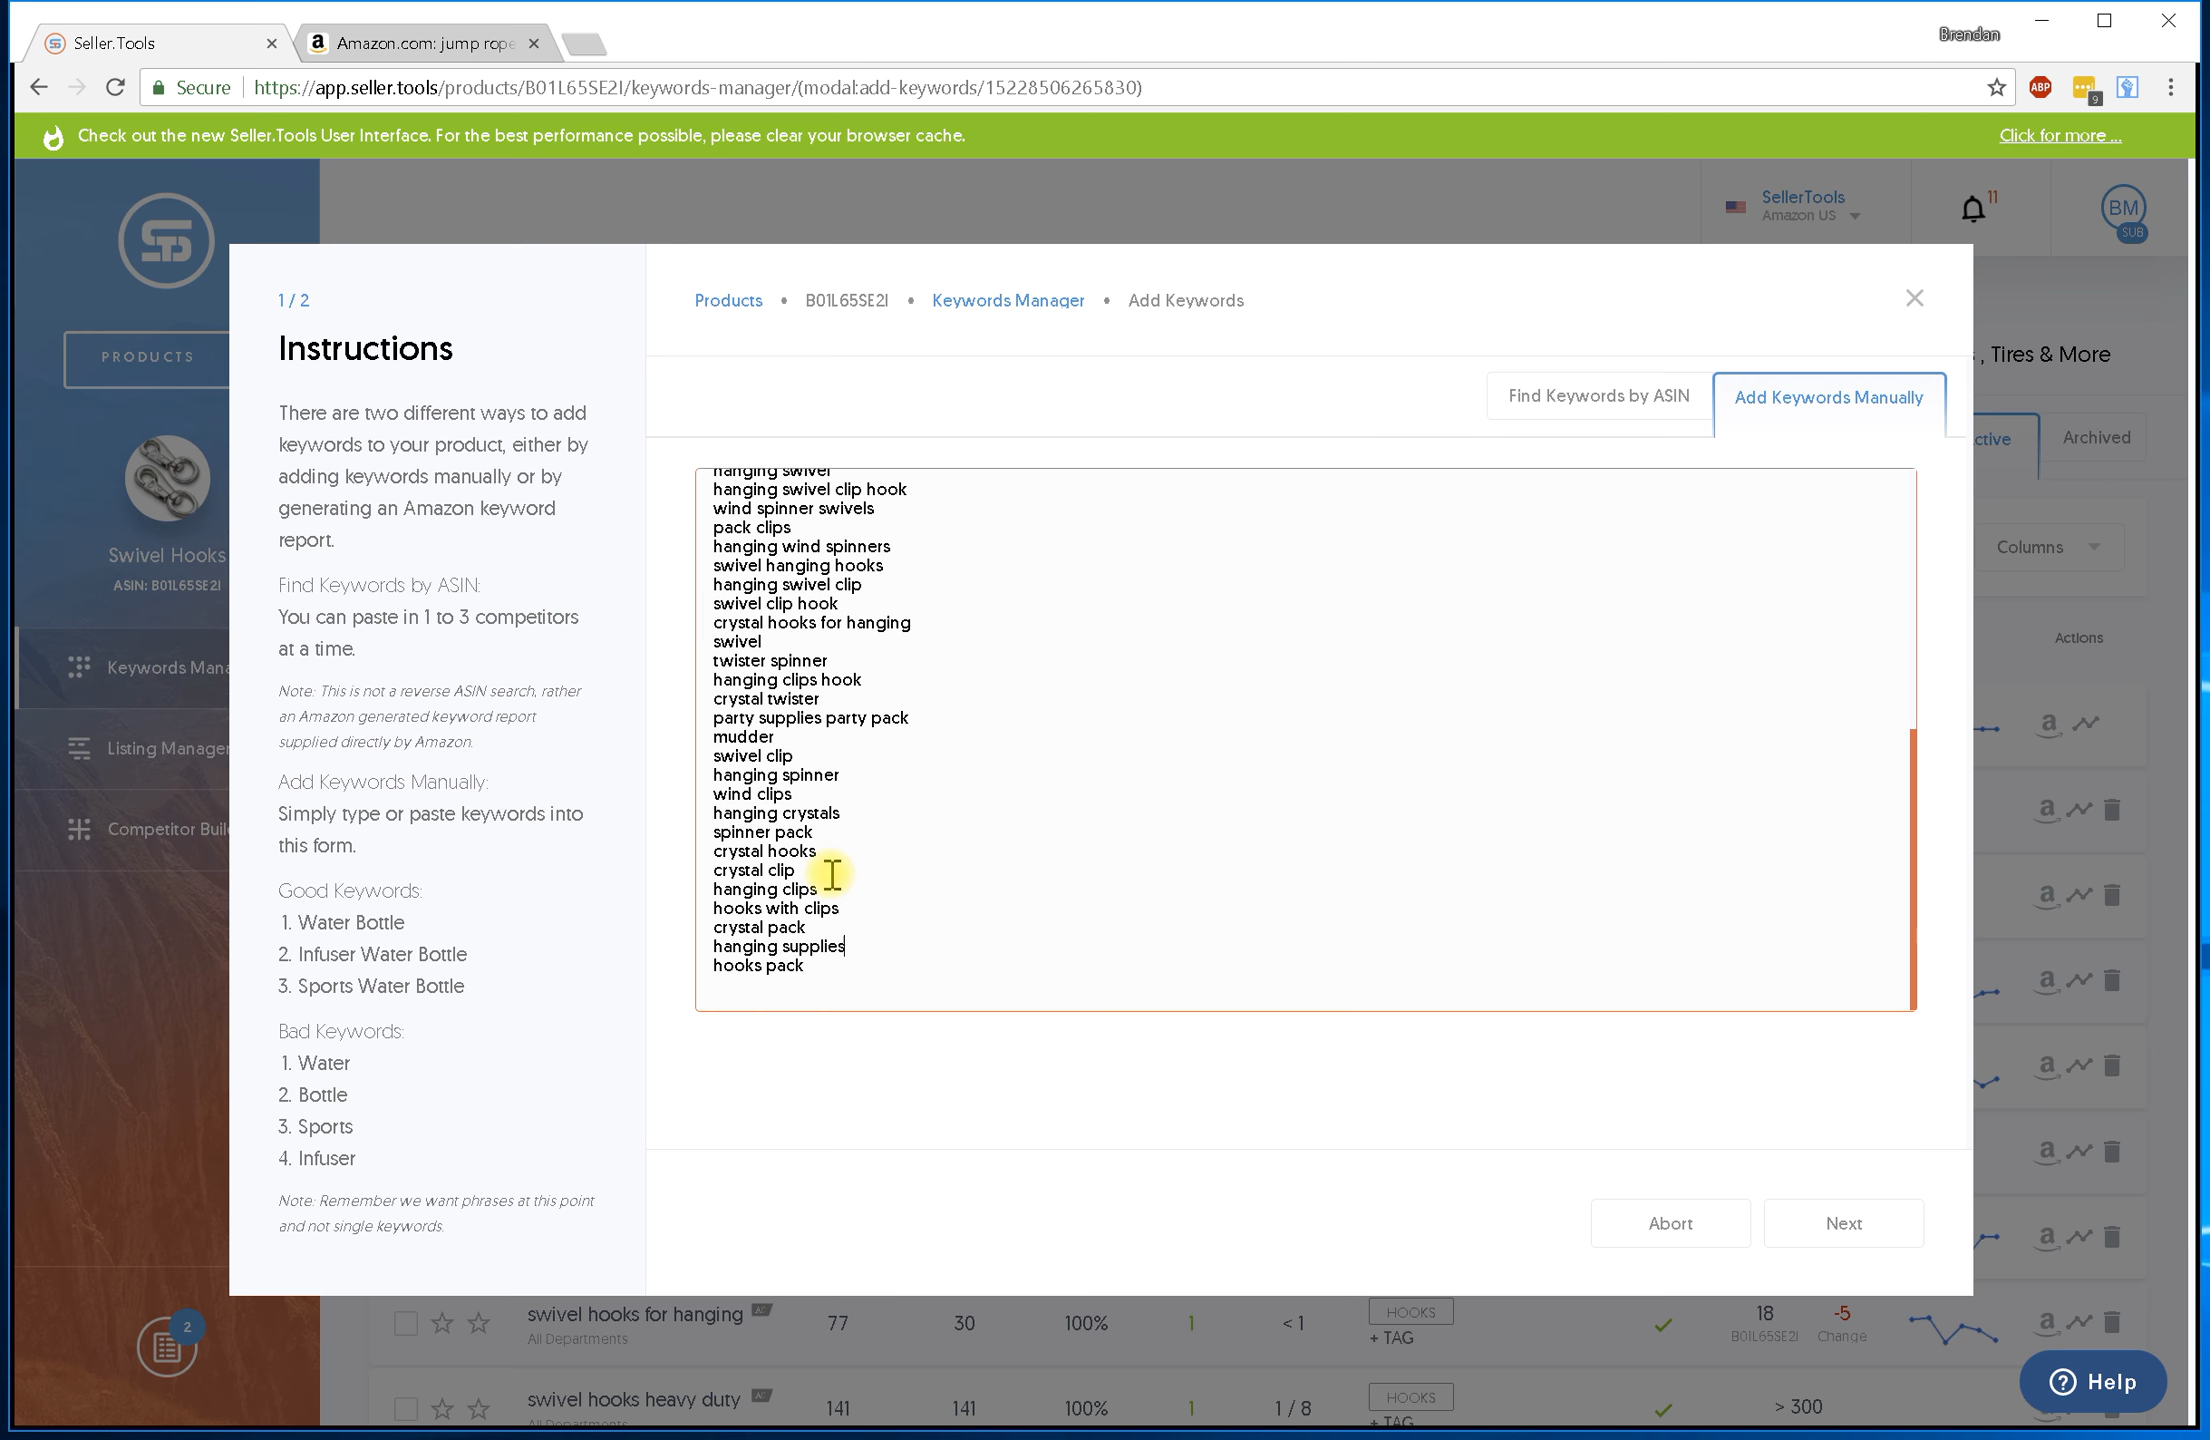 Seller.Tools
Amazon.com: jump rope
Brendan
Secure
https://app.seller.tools/products/B01L65SE2I/keywords-manager/(modal:add-keywords/15228506265830)
ABP
9
Check out the new Seller.Tools User Interface. For the best performance possible, please clear your browser cache.
Click for more ...
SellerTools
Amazon US
11
BM
SUB
PRODUCTS
Swivel Hooks
ASIN: B01L65SE2I
Keywords Mana
Listing Manager
Competitor Buil
2
1 / 2
Instructions
There are two different ways to add
keywords to your product, either by
adding keywords manually or by
generating an Amazon keyword
report.
Find Keywords by ASIN:
You can paste in 1 to 3 competitors
at a time.
Note: This is not a reverse ASIN search, rather
an Amazon generated keyword report
supplied directly by Amazon.
Add Keywords Manually:
Simply type or paste keywords into
this form.
Good Keywords:
1. Water Bottle
2. Infuser Water Bottle
3. Sports Water Bottle
Bad Keywords:
1. Water
2. Bottle
3. Sports
4. Infuser
Note: Remember we want phrases at this point
and not single keywords.
Products • B01L65SE2I • Keywords Manager • Add Keywords
Find Keywords by ASIN
Add Keywords Manually
hanging swivel
hanging swivel clip hook
wind spinner swivels
pack clips
hanging wind spinners
swivel hanging hooks
hanging swivel clip
swivel clip hook
crystal hooks for hanging
swivel
twister spinner
hanging clips hook
crystal twister
party supplies party pack
mudder
swivel clip
hanging spinner
wind clips
hanging crystals
spinner pack
crystal hooks
crystal clip
hanging clips
hooks with clips
crystal pack
hanging supplies
hooks pack
Abort
Next
, Tires & More
ctive
Archived
Columns
Actions
swivel hooks for hanging
AC
All Departments
77
30
100%
1
< 1
HOOKS
+ TAG
18
B01L65SE2I
-5
Change
swivel hooks heavy duty
AC
All Departments
141
141
100%
1
1 / 8
HOOKS
+ TAG
> 300
Help